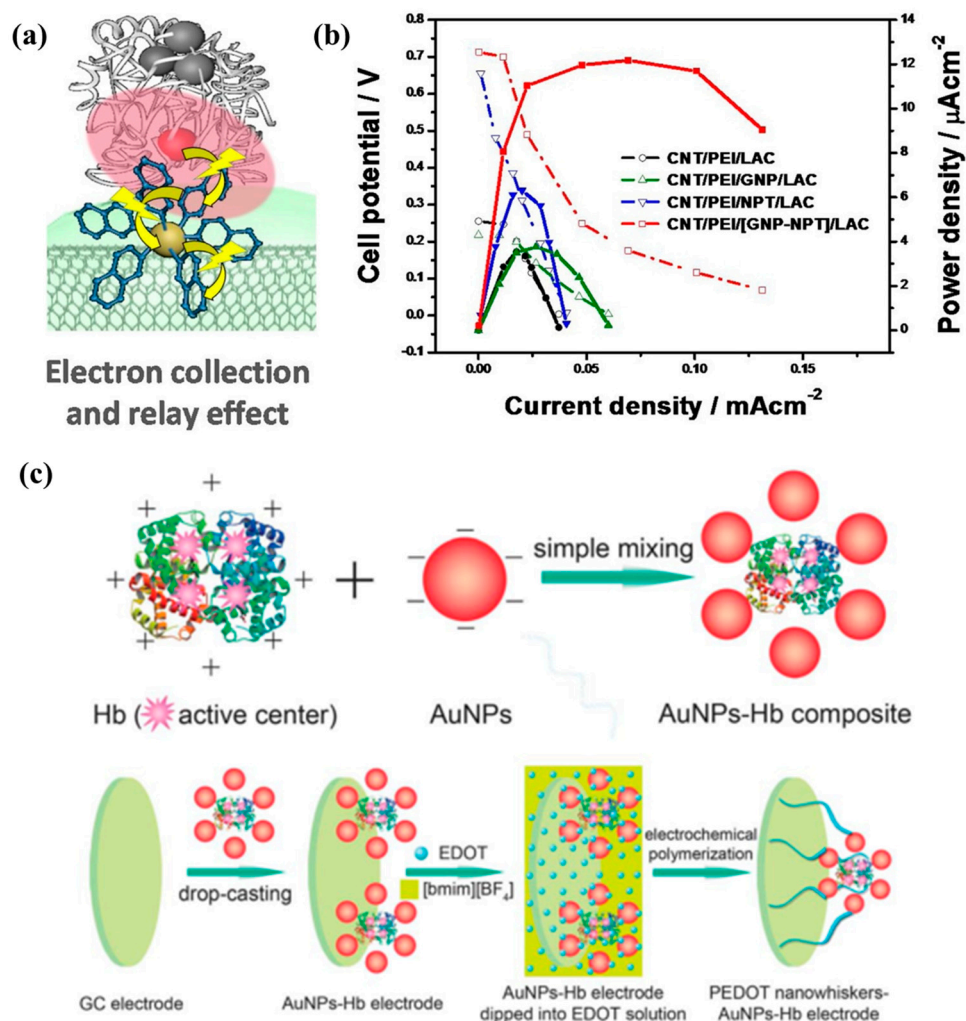 (a)
Electron collection
and relay effect
(b)
Cell potential / V
0.8
0.7
0.6
0.5
0.4
0.3
0.2
0.1
0.0
-0.1
0.00
0.05
0.10
0.15
Current density / mAcm-2
14
12
10
8
6
4
2
0
Power density / μAcm-2
CNT/PEI/LAC
CNT/PEI/GNP/LAC
CNT/PEI/NPT/LAC
CNT/PEI/[GNP-NPT]/LAC
(c)
+ + + + + + + +
+
simple mixing
Hb ( active center)
AuNPs
AuNPs-Hb composite
drop-casting
EDOT
[bmim][BF4]
electrochemical
polymerization
GC electrode
AuNPs-Hb electrode
AuNPs-Hb electrode
dipped into EDOT solution
PEDOT nanowhiskers-
AuNPs-Hb electrode